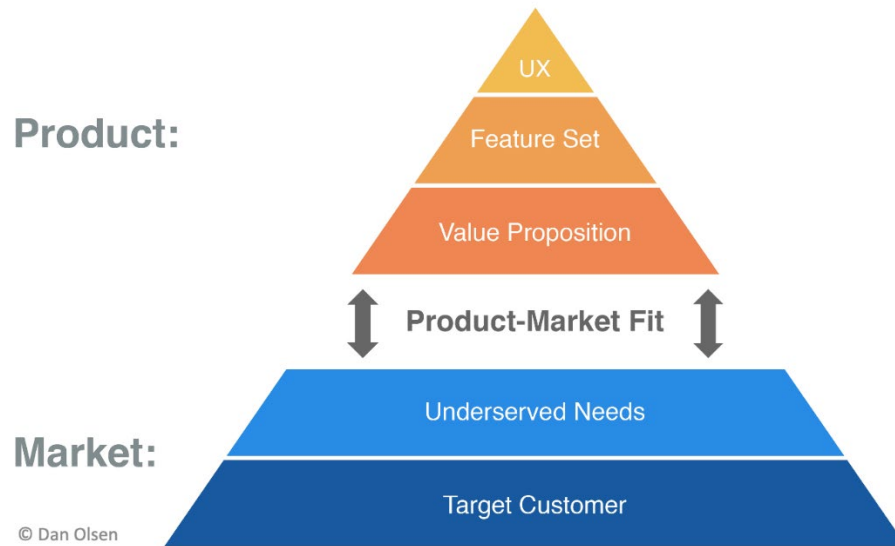 UX
Product:
Feature Set
Value Proposition
Product-Market Fit
Underserved Needs
Market:
Target Customer
© Dan Olsen